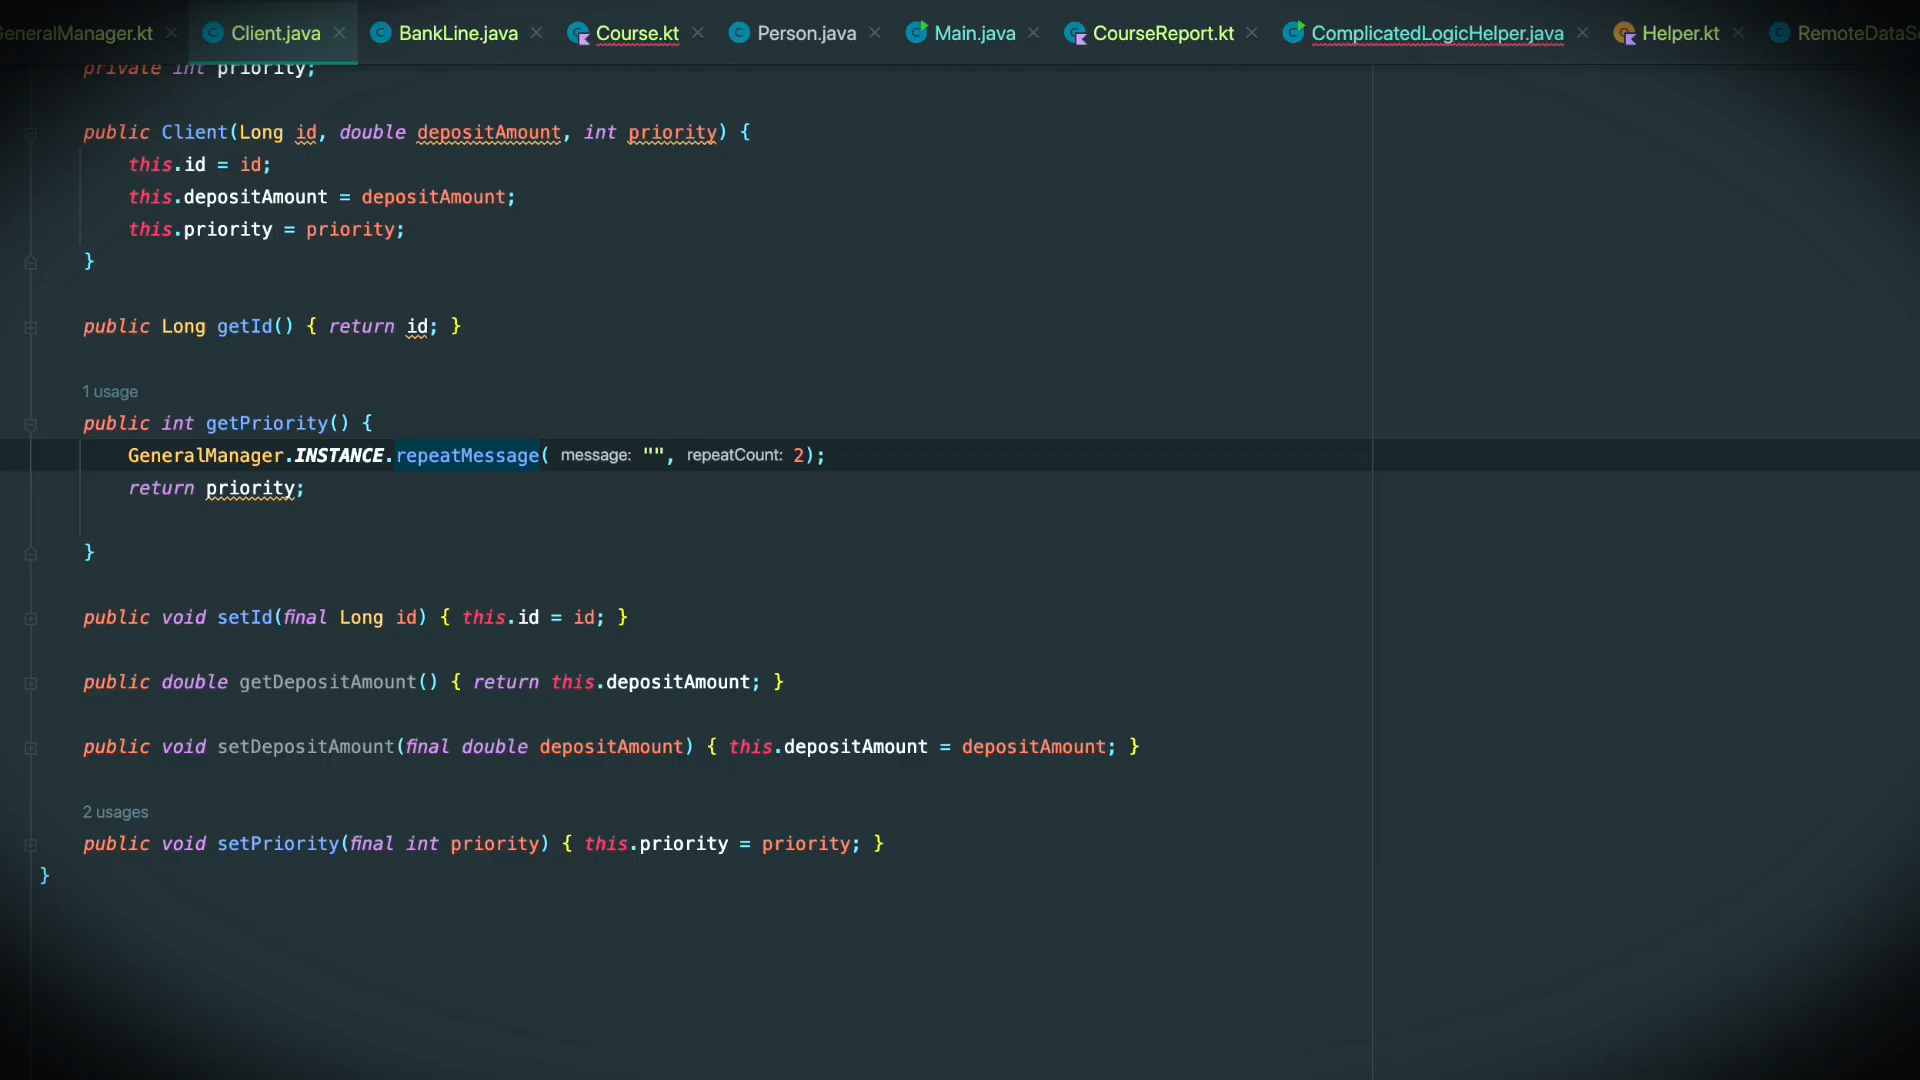 eneralManager.kt Client.java BankLine.java Course.kt Person.java Main.java CourseReport.kt ComplicatedLogicHelper.java Helper.kt RemoteDataS
private int priority;
public Client(Long id, double depositAmount, int priority) {
this.id = id;
this.depositAmount = depositAmount;
this.priority = priority;
}
public Long getId() { return id; }
1 usage
public int getPriority() {
GeneralManager.INSTANCE.repeatMessage( message: "", repeatCount: 2);
return priority;
}
public void setId(final Long id) { this.id = id; }
public double getDepositAmount() { return this.depositAmount; }
public void setDepositAmount(final double depositAmount) { this.depositAmount = depositAmount; }
2 usages
public void setPriority(final int priority) { this.priority = priority; }
}